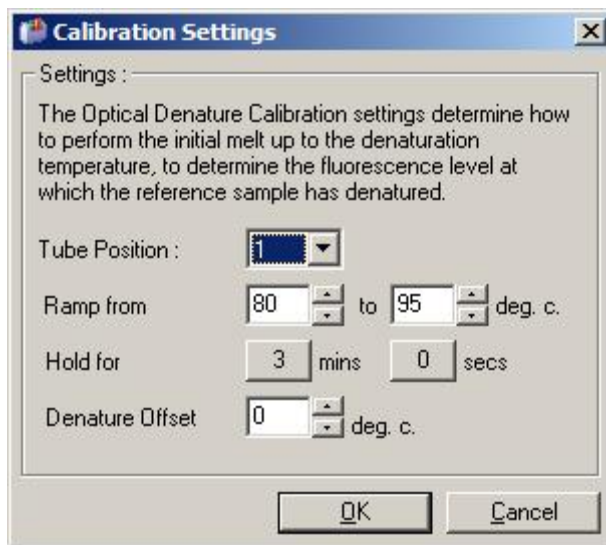 Calibration Settings
Settings :
The Optical Denature Calibration settings determine how
to perform the initial melt up to the denaturation
temperature, to determine the fluorescence level at
which the reference sample has denatured.
Tube Position : 1
Ramp from 80 to 95 deg. c.
Hold for 3 mins 0 secs
Denature Offset 0 deg. c.
OK Cancel